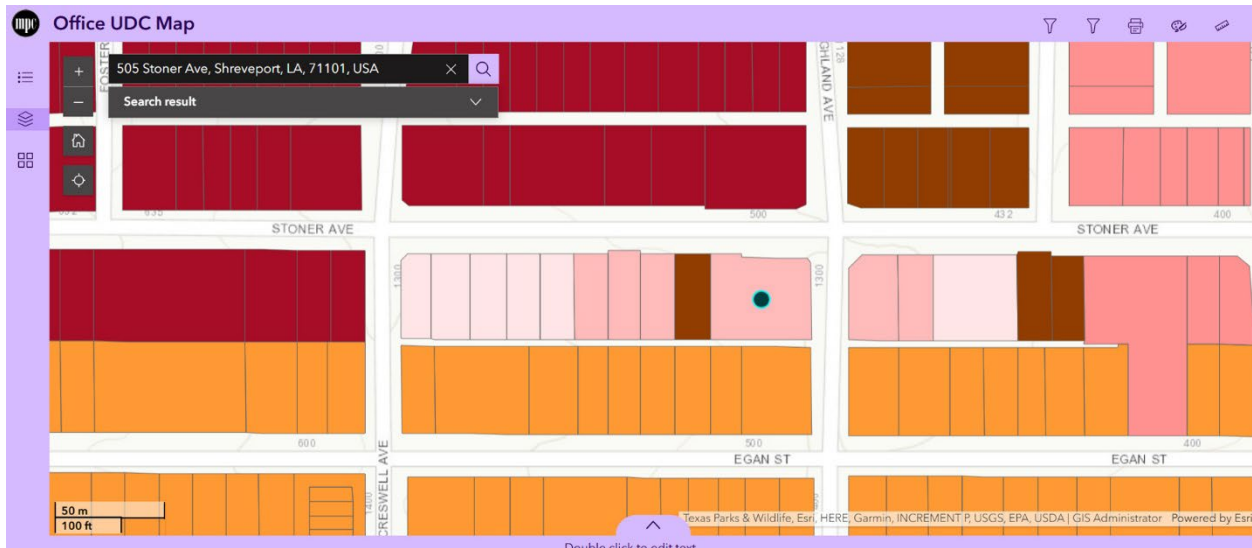 mpc Office UDC Map
505 Stoner Ave, Shreveport, LA, 71101, USA
Search result
FOSTER
GHLAND AVE
128
635
500
432
400
STONER AVE
STONER AVE
1300
1300
600
500
400
EGAN ST
EGAN ST
CRESWELL AVE
1400
50 m
100 ft
Texas Parks & Wildlife, Esri, HERE, Garmin, INCREMENT P, USGS, EPA, USDA | GIS Administrator Powered by Esri
Double click to edit text